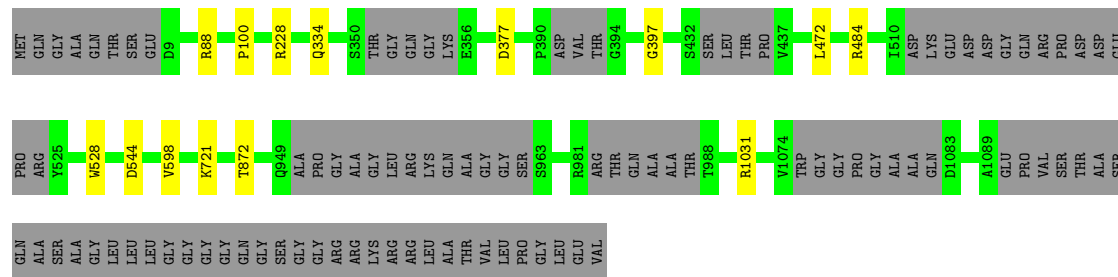 MET GLN GLY ALA GLN THR SER GLU D9 R88 P100 R228 Q334 S350 THR GLY GLN GLY LYS E356 D377 P390 ASP VAL THR G394 G397 S432 SER LEU THR PRO V437 L472 R484 I510 ASP LYS GLU ASP ASP GLY GLN ARG PRO ASP ASP GLU
PRO ARG Y525 W528 D544 V598 K721 T872 Q949 ALA PRO GLY ALA GLY LEU ARG LYS GLN ALA GLY GLY SER S963 R981 ARG THR GLN ALA ALA THR T988 R1031 V1074 TRP GLY GLY PRO GLY ALA ALA GLN D1083 A1089 GLU PRO VAL SER THR ALA SER
GLN ALA SER ALA GLY LEU LEU LEU GLY GLY GLY GLY GLN GLY SER GLY GLY ARG ARG LYS ARG ARG LEU ALA THR VAL LEU PRO GLY LEU GLU VAL